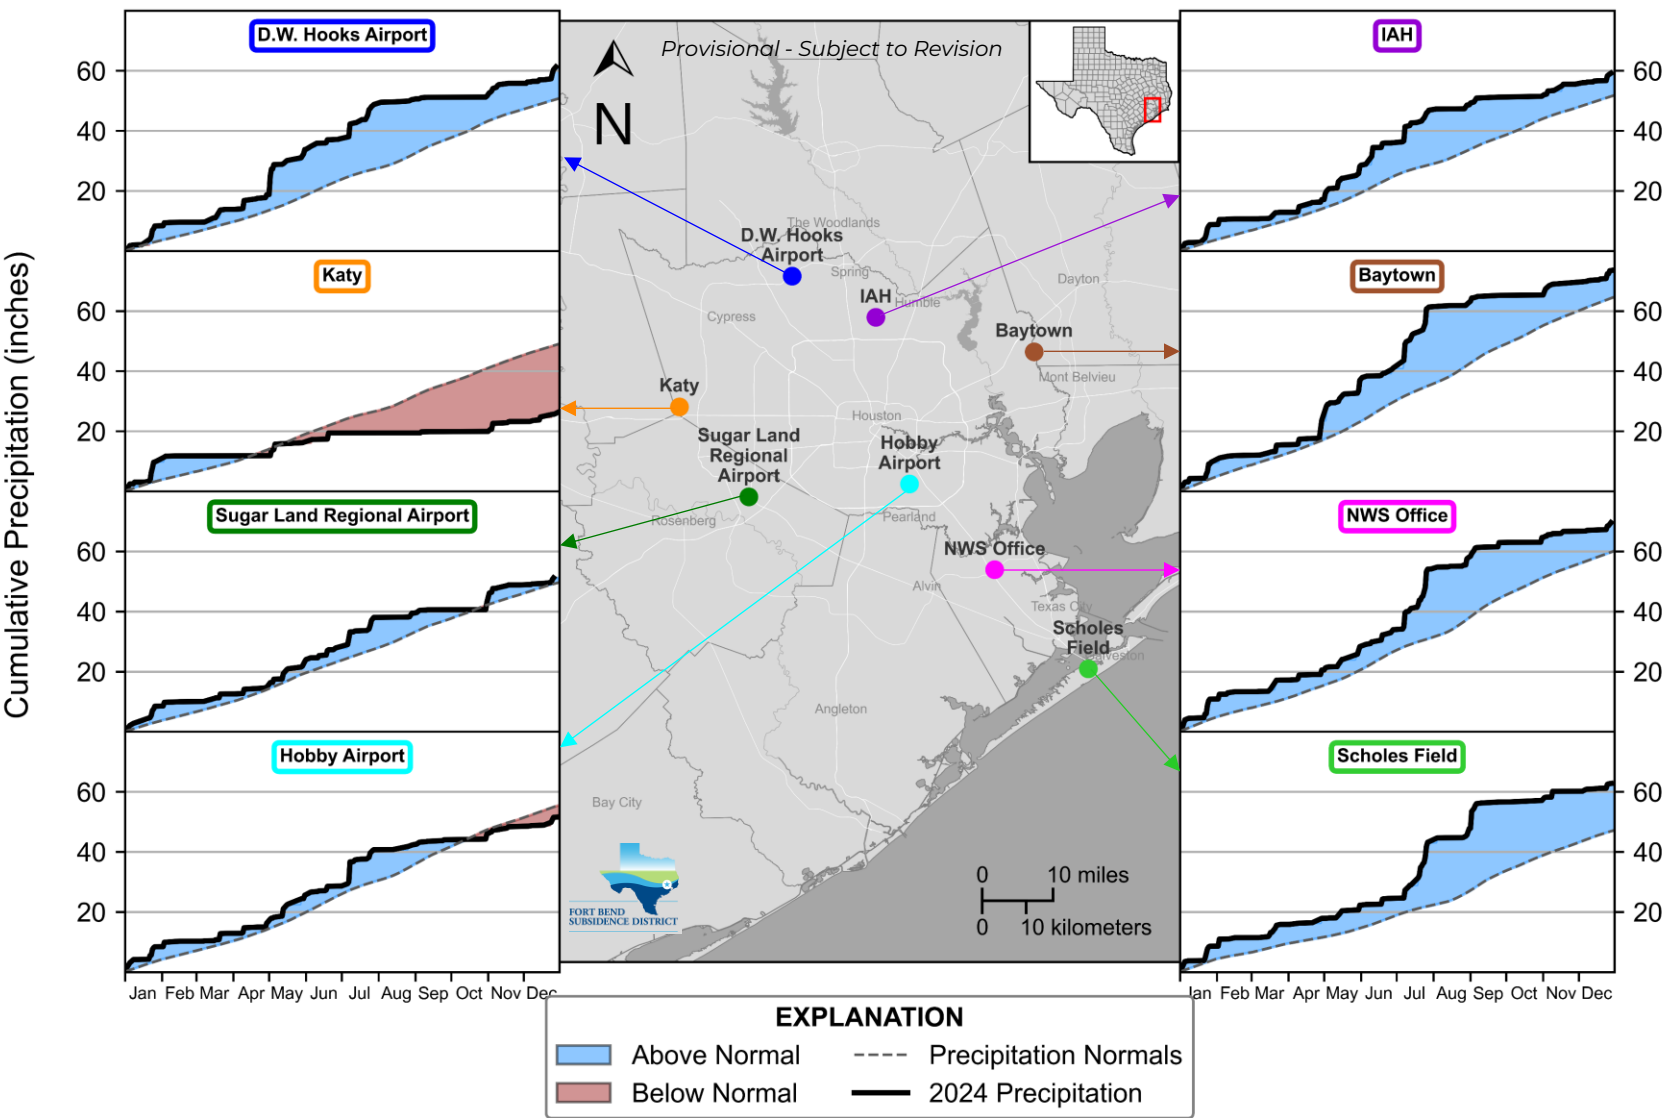 Cumulative Precipitation (inches)
D.W. Hooks Airport
60
40
20
Katy
60
40
20
Sugar Land Regional Airport
60
40
20
Hobby Airport
60
40
20
Jan Feb Mar Apr May Jun Jul Aug Sep Oct Nov Dec
Provisional - Subject to Revision
N
The Woodlands
D.W. Hooks
Airport
Spring
IAH
Humble
Dayton
Cypress
Baytown
Mont Belvieu
Katy
Houston
Sugar Land
Regional
Airport
Hobby
Airport
Rosenberg
Pearland
NWS Office
Alvin
Texas City
Scholes
Field
Galveston
Angleton
Bay City
FORT BEND
SUBSIDENCE DISTRICT
0 10 miles
0 10 kilometers
IAH
60
40
20
Baytown
60
40
20
NWS Office
60
40
20
Scholes Field
60
40
20
Jan Feb Mar Apr May Jun Jul Aug Sep Oct Nov Dec
EXPLANATION
Above Normal
Precipitation Normals
Below Normal
2024 Precipitation